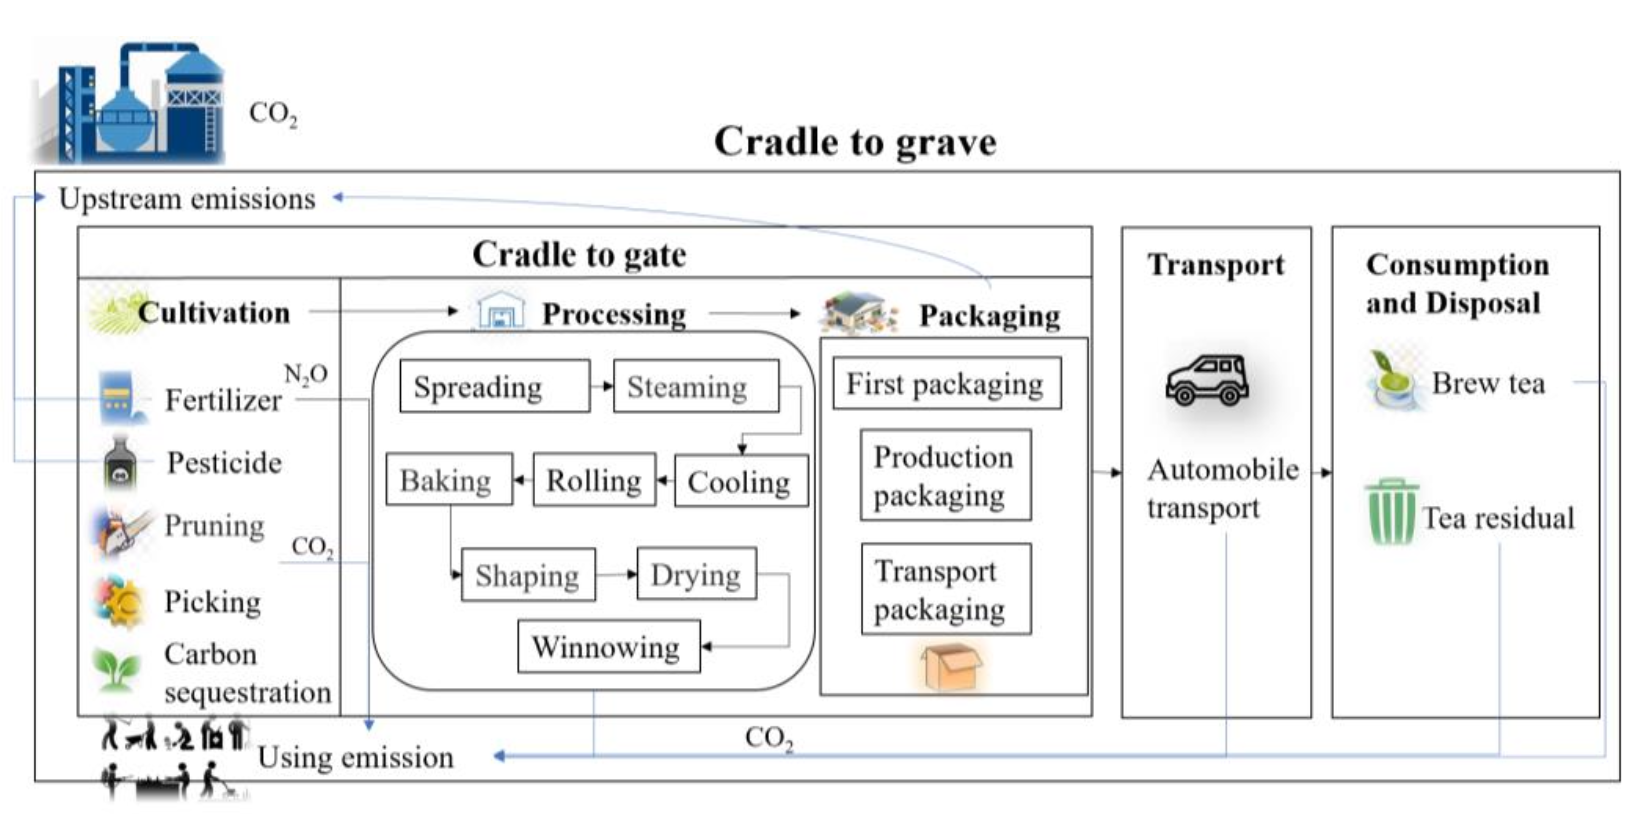 CO₂
Cradle to grave
Upstream emissions
Cradle to gate
Cultivation
Processing
Packaging
Fertilizer
N₂O
Pesticide
Pruning
CO₂
Picking
Carbon
sequestration
Spreading
Steaming
Cooling
Rolling
Baking
Shaping
Drying
Winnowing
First packaging
Production
packaging
Transport
packaging
Transport
Automobile
transport
Consumption
and Disposal
Brew tea
Tea residual
CO₂
Using emission